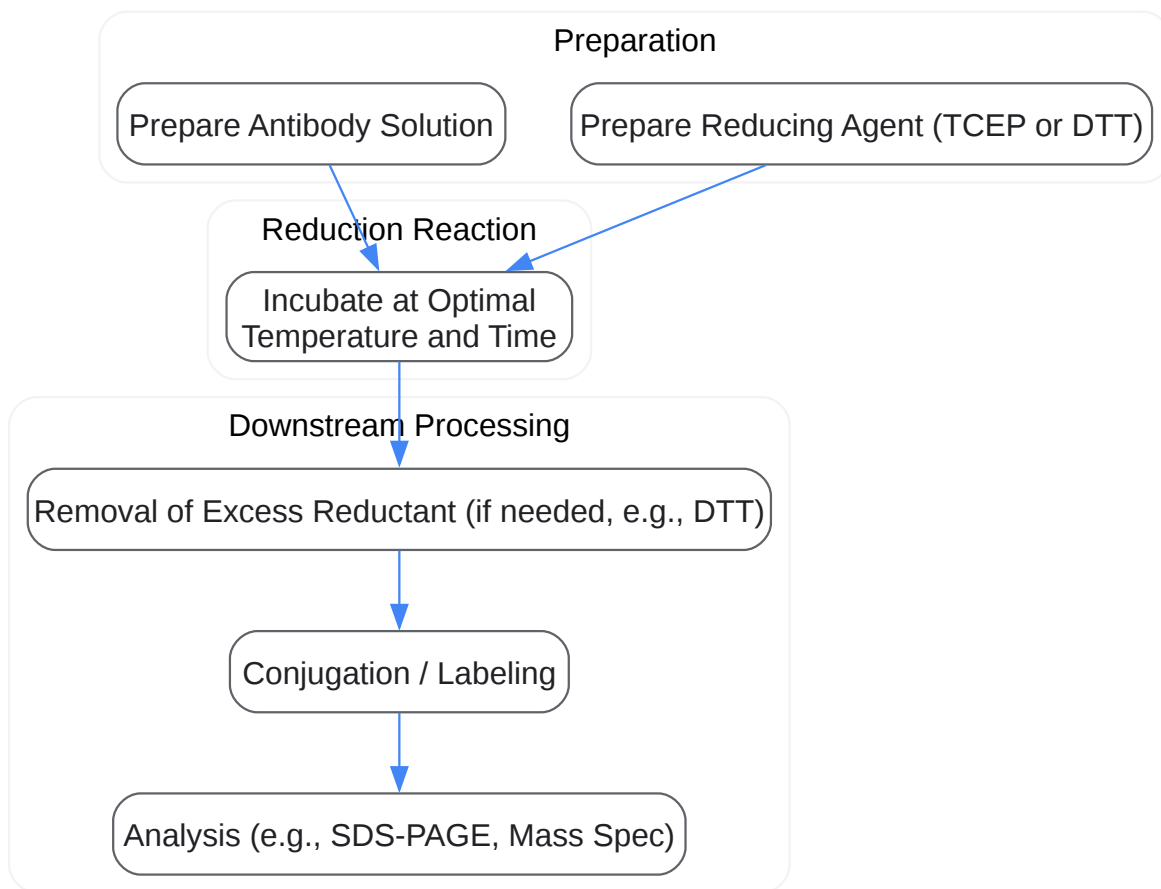 Preparation
Prepare Antibody Solution
Prepare Reducing Agent (TCEP or DTT)
Reduction Reaction
Incubate at Optimal
Temperature and Time
Downstream Processing
Removal of Excess Reductant (if needed, e.g., DTT)
Conjugation / Labeling
Analysis (e.g., SDS-PAGE, Mass Spec)